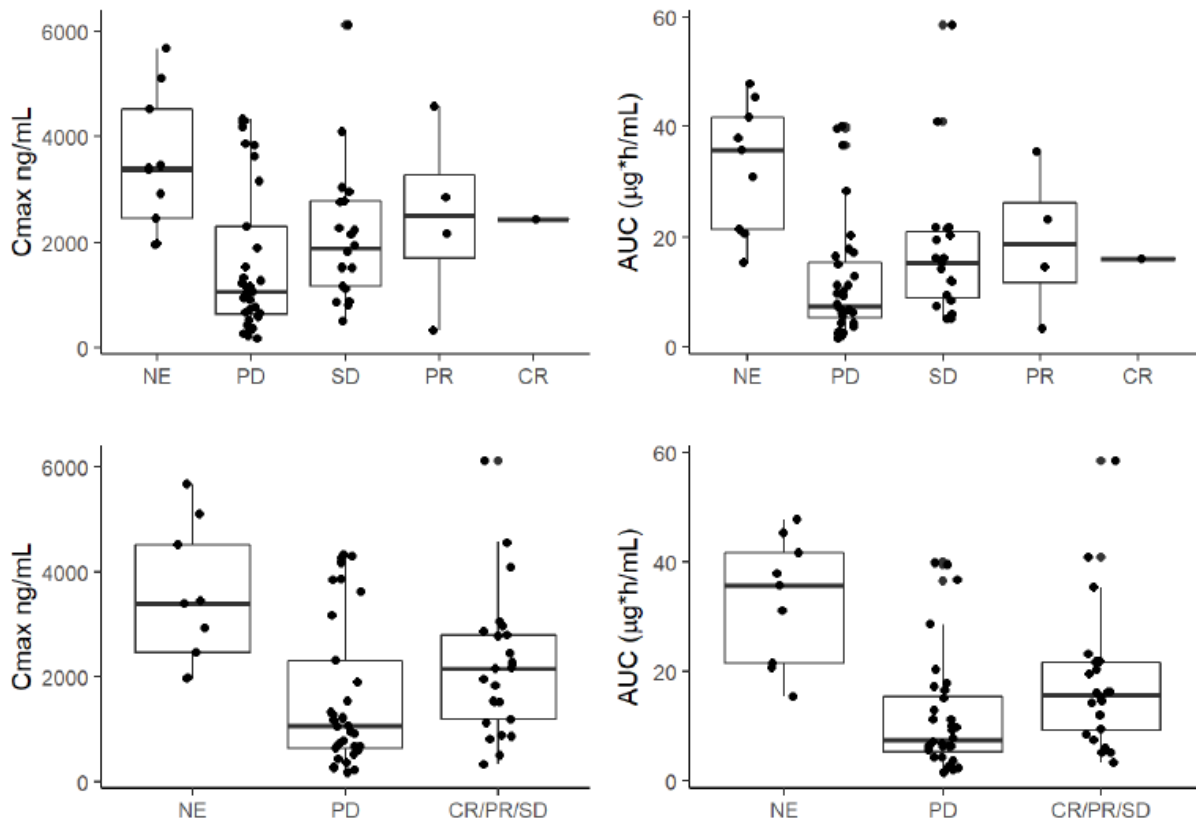 Cmax ng/mL
6000
4000
2000
0
NE PD SD PR CR
AUC (µg*h/mL)
60
40
20
0
NE PD SD PR CR
Cmax ng/mL
6000
4000
2000
0
NE PD CR/PR/SD
AUC (µg*h/mL)
60
40
20
0
NE PD CR/PR/SD